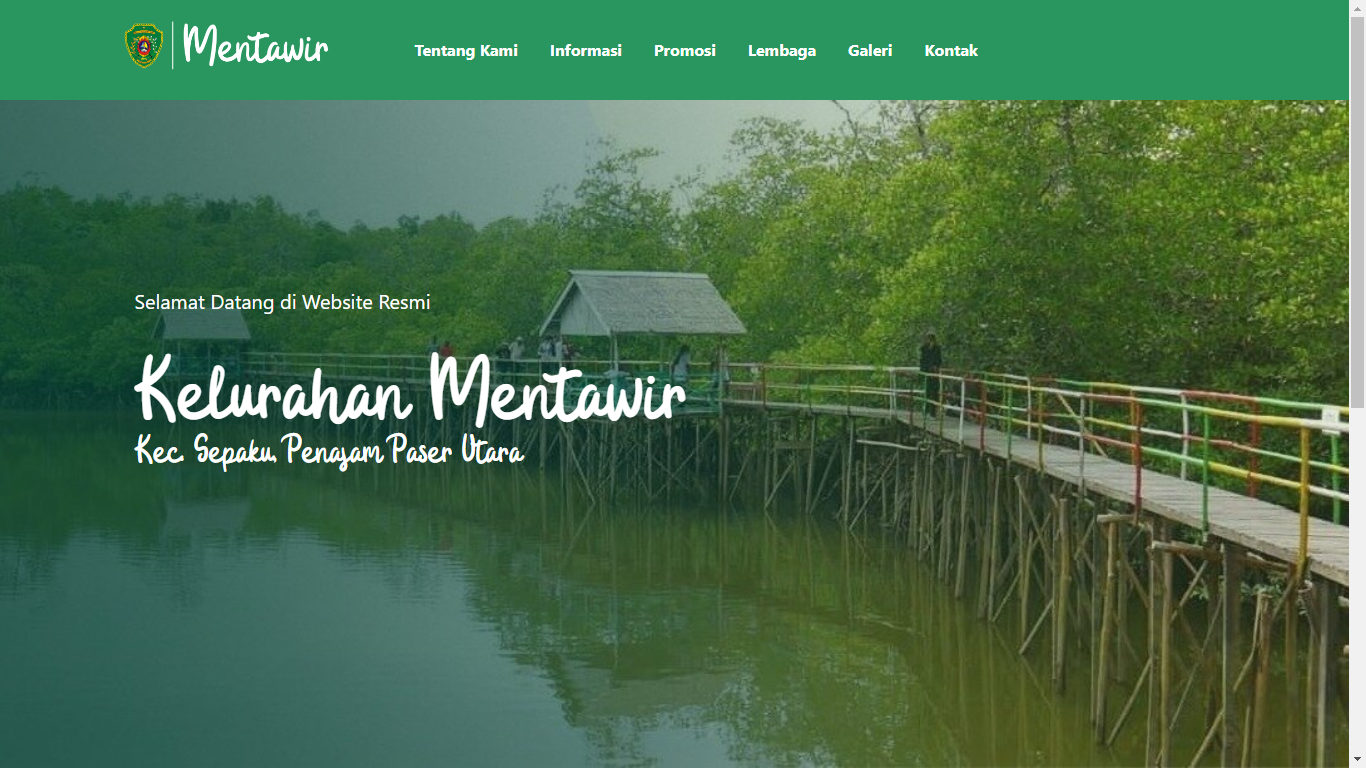 Mentawir
Tentang Kami
Informasi
Promosi
Lembaga
Galeri
Kontak
Selamat Datang di Website Resmi
Kelurahan Mentawir
Kec. Sepaku, Penajam Paser Utara